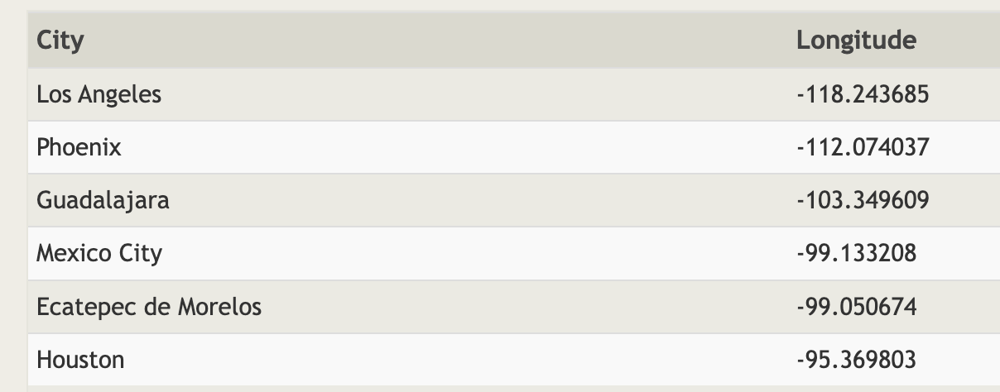 City Longitude
Los Angeles -118.243685
Phoenix -112.074037
Guadalajara -103.349609
Mexico City -99.133208
Ecatepec de Morelos -99.050674
Houston -95.369803